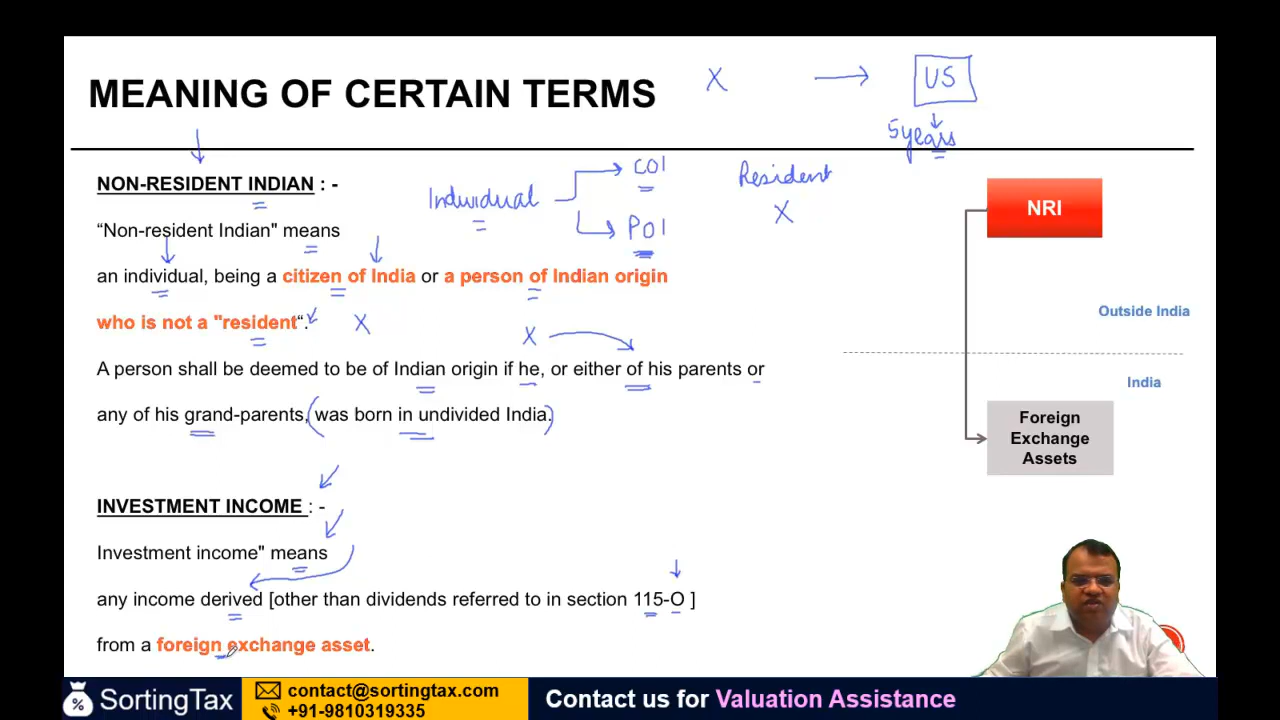 MEANING OF CERTAIN TERMS
X → US
5 years
NON-RESIDENT INDIAN : -
Individual
COI
POI
Resident
X
“Non-resident Indian" means
an individual, being a citizen of India or a person of Indian origin
who is not a "resident“.
X
X
A person shall be deemed to be of Indian origin if he, or either of his parents or
any of his grand-parents, (was born in undivided India.)
INVESTMENT INCOME : -
Investment income" means
any income derived [other than dividends referred to in section 115-O ]
from a foreign exchange asset.
NRI
Outside India
India
Foreign
Exchange
Assets
SortingTax
contact@sortingtax.com
+91-9810319335
Contact us for Valuation Assistance